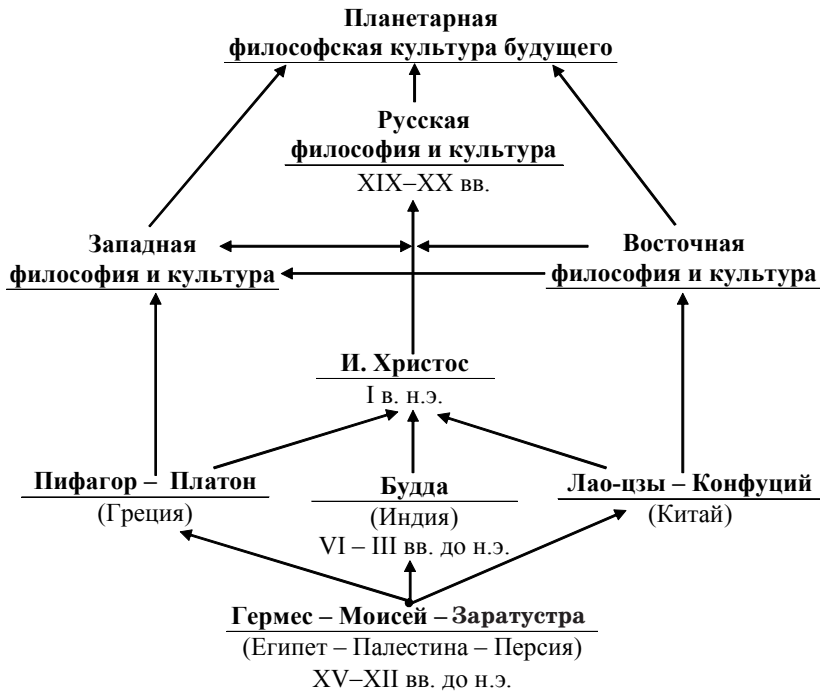 Планетарная
философская культура будущего
Русская
философия и культура
XIX–XX вв.
Западная
философия и культура
Восточная
философия и культура
И. Христос
I в. н.э.
Пифагор – Платон
(Греция)
Будда
(Индия)
VI – III вв. до н.э.
Лао-цзы – Конфуций
(Китай)
Гермес – Моисей – Заратустра
(Египет – Палестина – Персия)
XV–XII вв. до н.э.